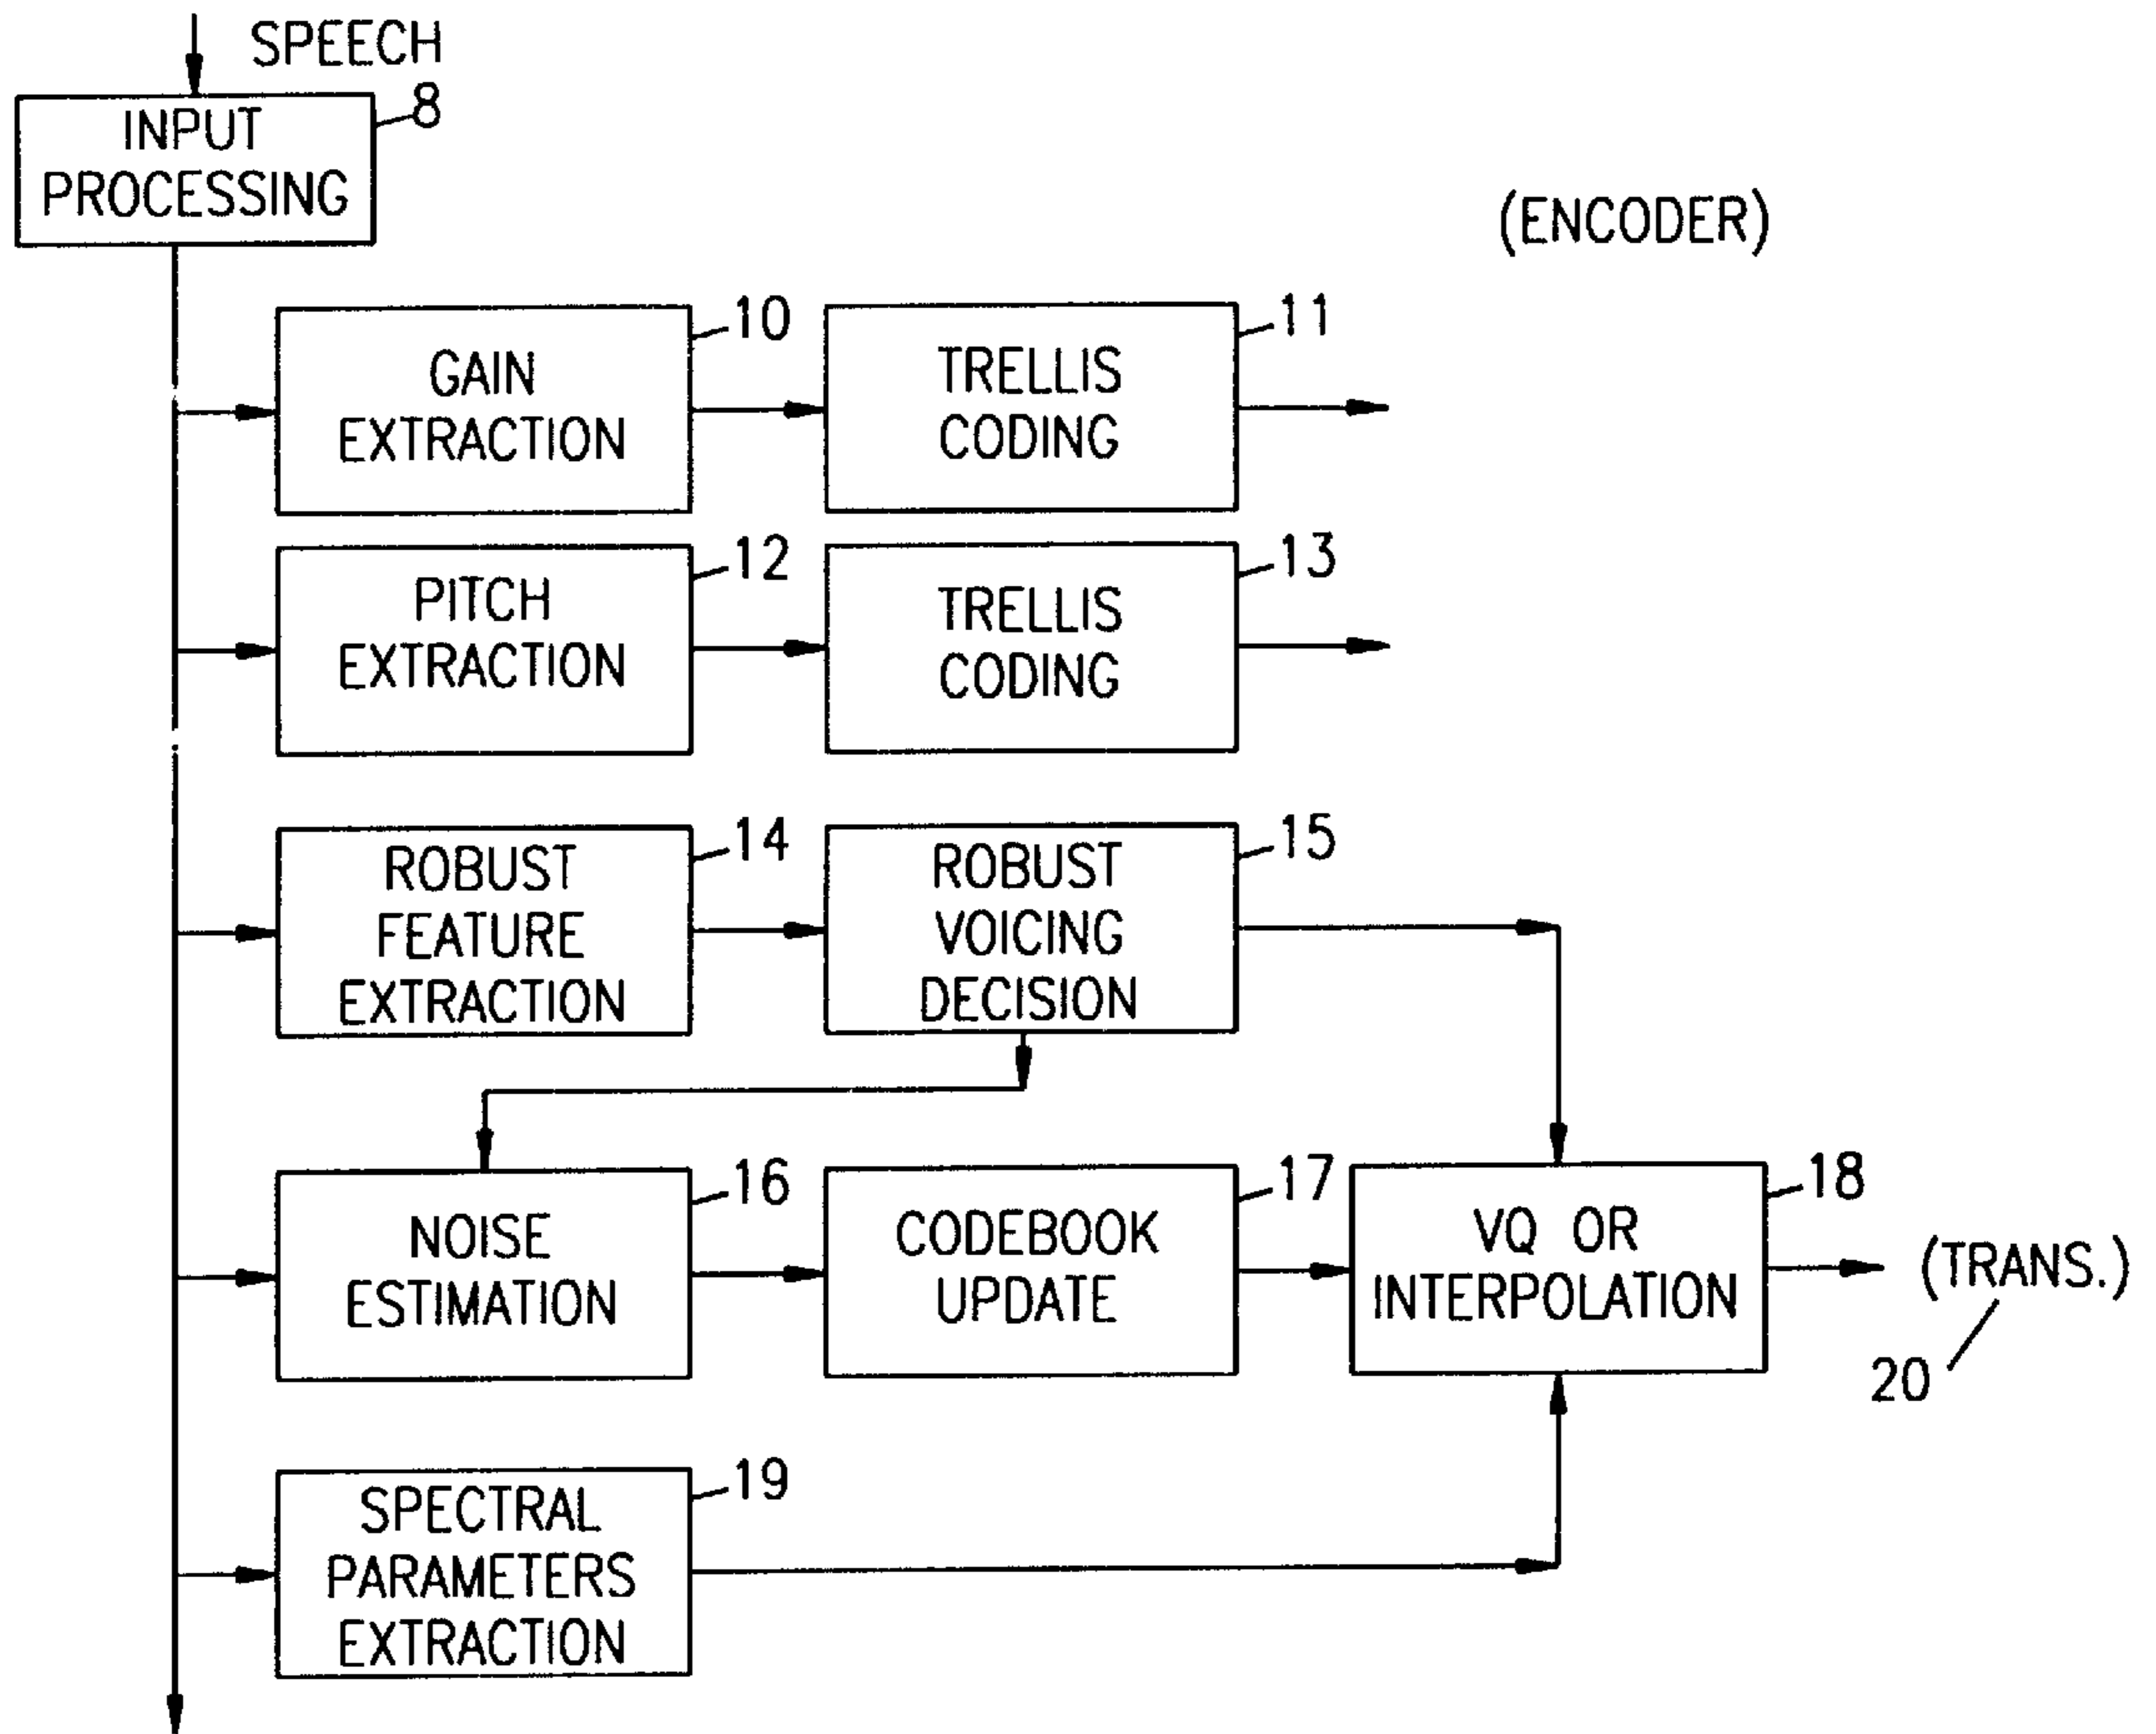 SPEECH
INPUT
PROCESSING
8
(ENCODER)
GAIN
EXTRACTION
10
TRELLIS
CODING
11
PITCH
EXTRACTION
12
TRELLIS
CODING
13
ROBUST
FEATURE
EXTRACTION
14
ROBUST
VOICING
DECISION
15
NOISE
ESTIMATION
16
CODEBOOK
UPDATE
17
VQ OR
INTERPOLATION
18
(TRANS.)
20
SPECTRAL
PARAMETERS
EXTRACTION
19